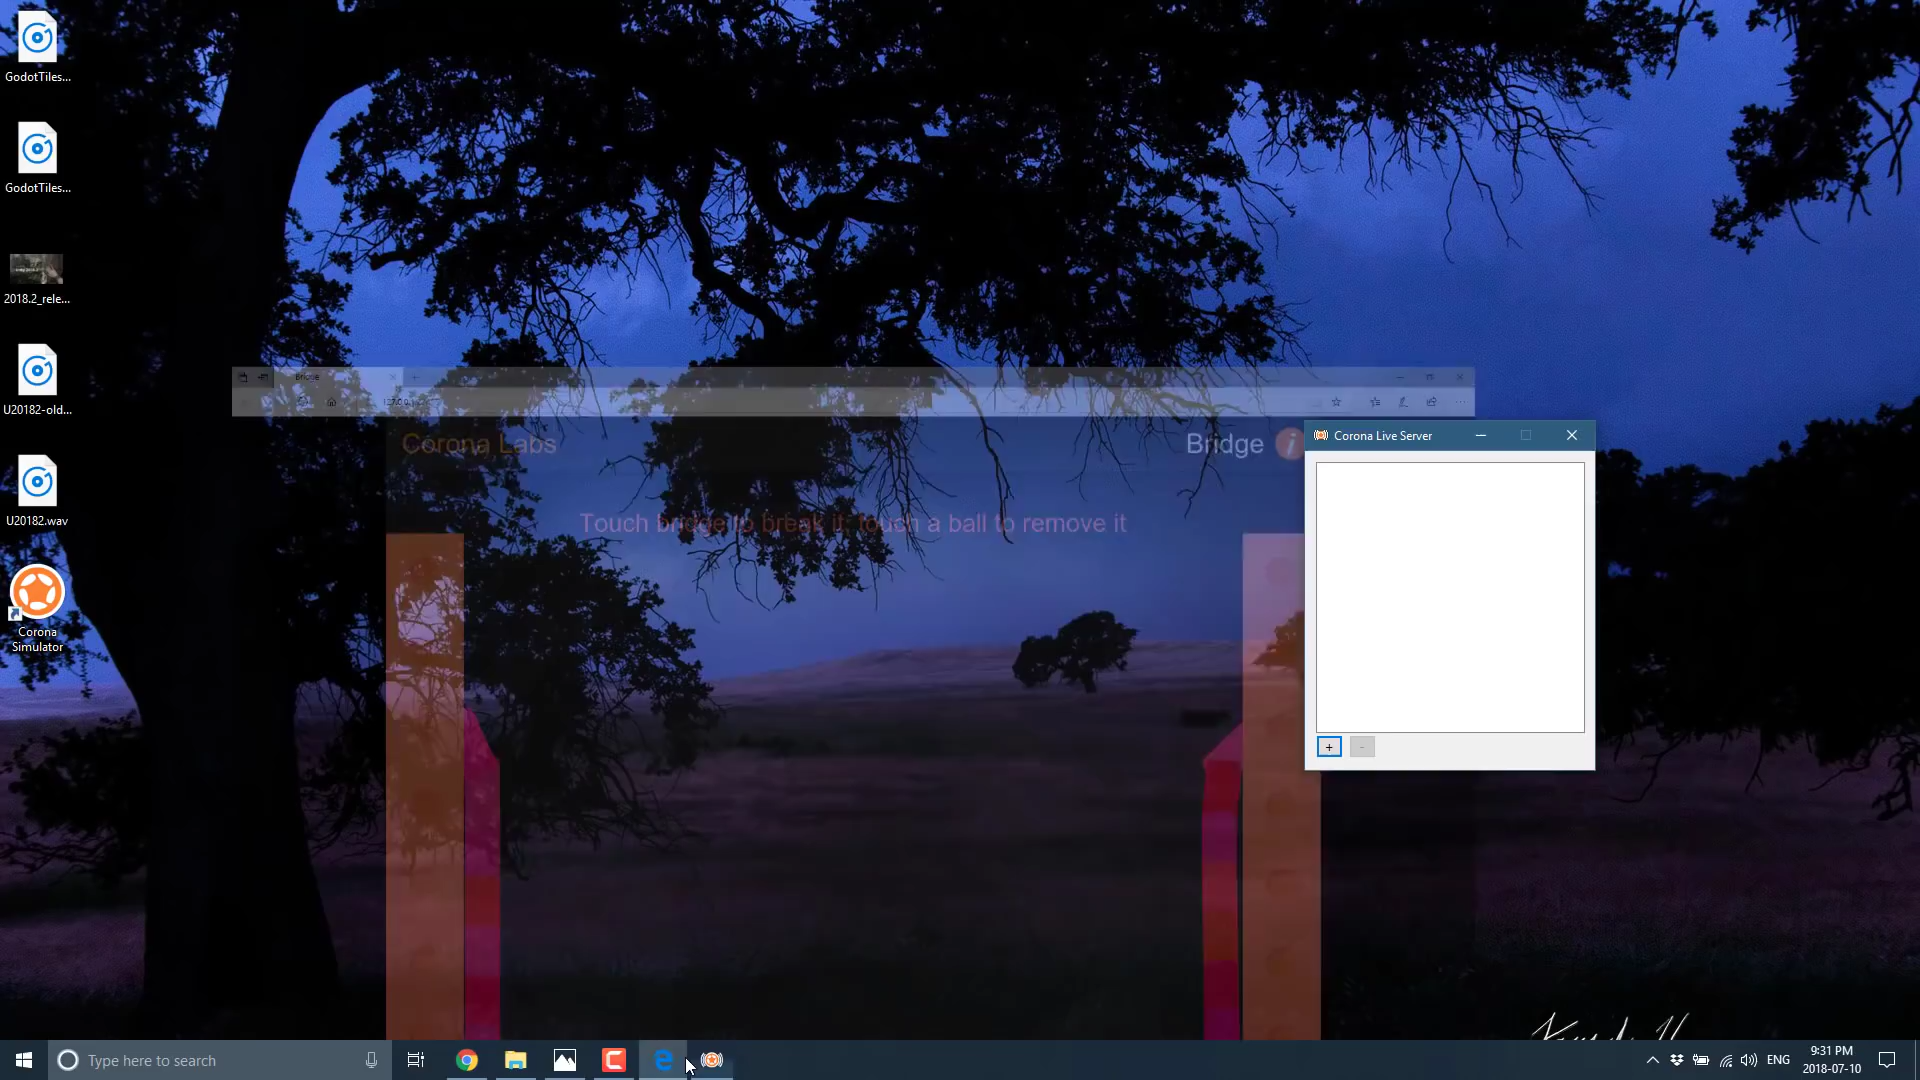 GodotTiles...
GodotTiles...
2018.2_rele...
U20182-old...
U20182.wav
Corona
Simulator
Bridge
127.0.0.
Corona Labs
Bridge
Touch bridge to break it; touch a ball to remove it
Corona Live Server
+
-
Type here to search
ENG
9:31 PM
2018-07-10